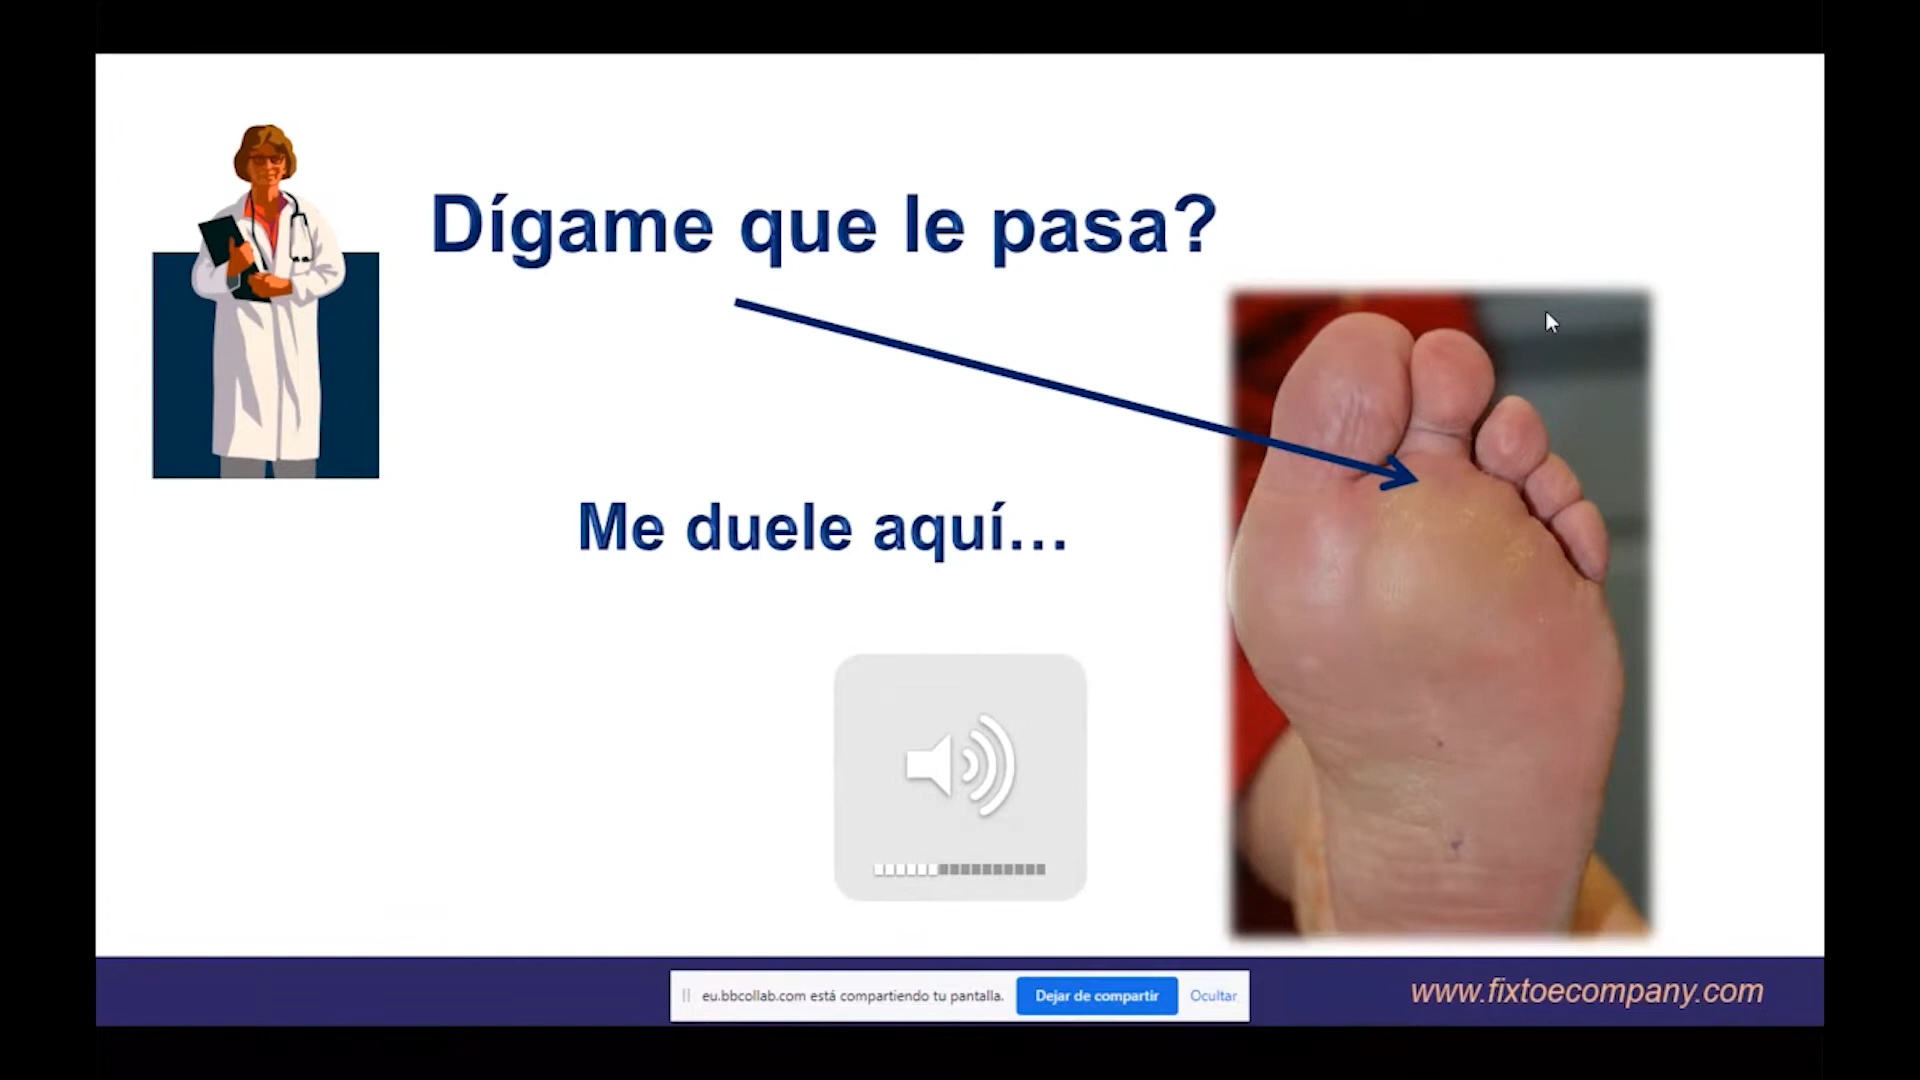 Dígame que le pasa?
Me duele aquí...
eu.bbcollab.com está compartiendo tu pantalla.
Dejar de compartir
Ocultar
www.fixtoecompany.com